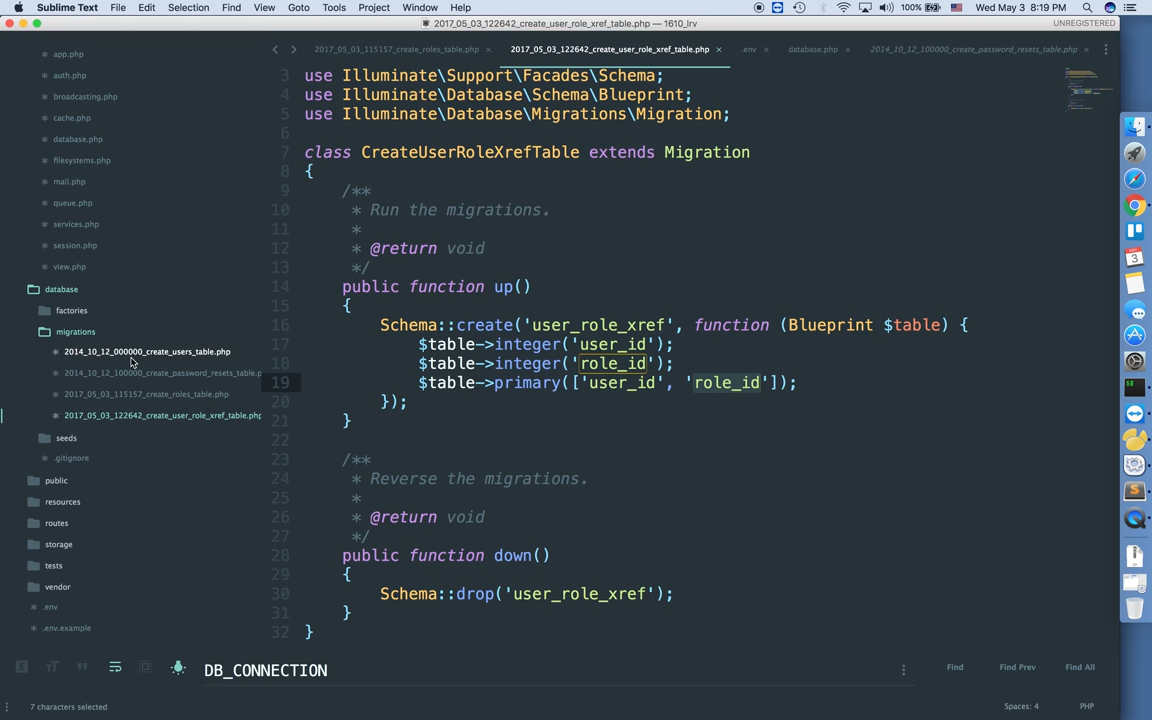 Sublime Text File Edit Selection Find View Goto Tools Project Window Help 100% Wed May 3 8:19 PM
2017_05_03_122642_create_user_role_xref_table.php — 1610_lrv UNREGISTERED
2017_05_03_115157_create_roles_table.php × 2017_05_03_122642_create_user_role_xref_table.php × .env × database.php × 2014_10_12_100000_create_password_resets_table.php ×
app.php
auth.php
broadcasting.php
cache.php
database.php
filesystems.php
mail.php
queue.php
services.php
session.php
view.php
database
factories
migrations
2014_10_12_000000_create_users_table.php
2014_10_12_100000_create_password_resets_table.p
2017_05_03_115157_create_roles_table.php
2017_05_03_122642_create_user_role_xref_table.php
seeds
.gitignore
public
resources
routes
storage
tests
vendor
.env
.env.example
3 use Illuminate\Support\Facades\Schema;
4 use Illuminate\Database\Schema\Blueprint;
5 use Illuminate\Database\Migrations\Migration;
6
7 class CreateUserRoleXrefTable extends Migration
8 {
9 /**
10 * Run the migrations.
11 *
12 * @return void
13 */
14 public function up()
15 {
16 Schema::create('user_role_xref', function (Blueprint $table) {
17 $table->integer('user_id');
18 $table->integer('role_id');
19 $table->primary(['user_id', 'role_id']);
20 });
21 }
22
23 /**
24 * Reverse the migrations.
25 *
26 * @return void
27 */
28 public function down()
29 {
30 Schema::drop('user_role_xref');
31 }
32 }
DB_CONNECTION Find Find Prev Find All
7 characters selected Spaces: 4 PHP